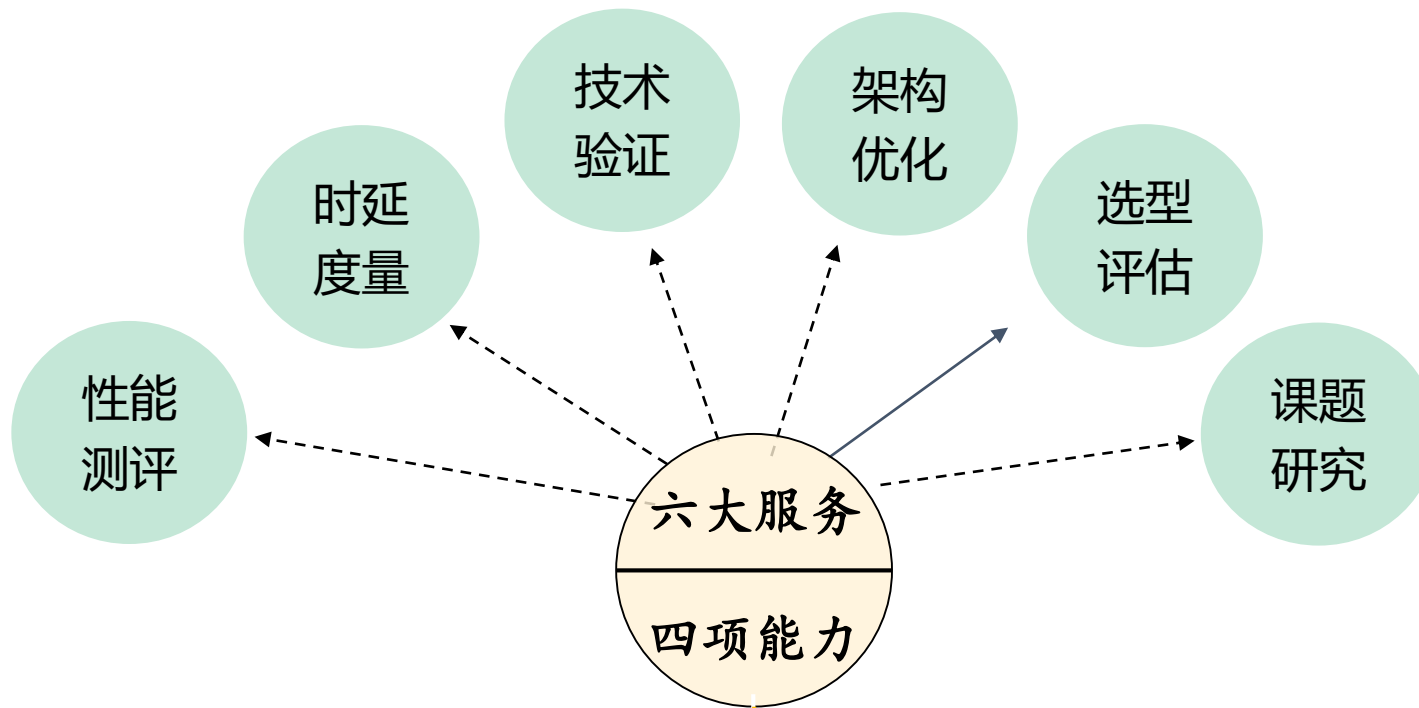 技术
验证
架构
优化
时延
度量
选型
评估
性能
测评
课题
研究
六大服务
四项能力